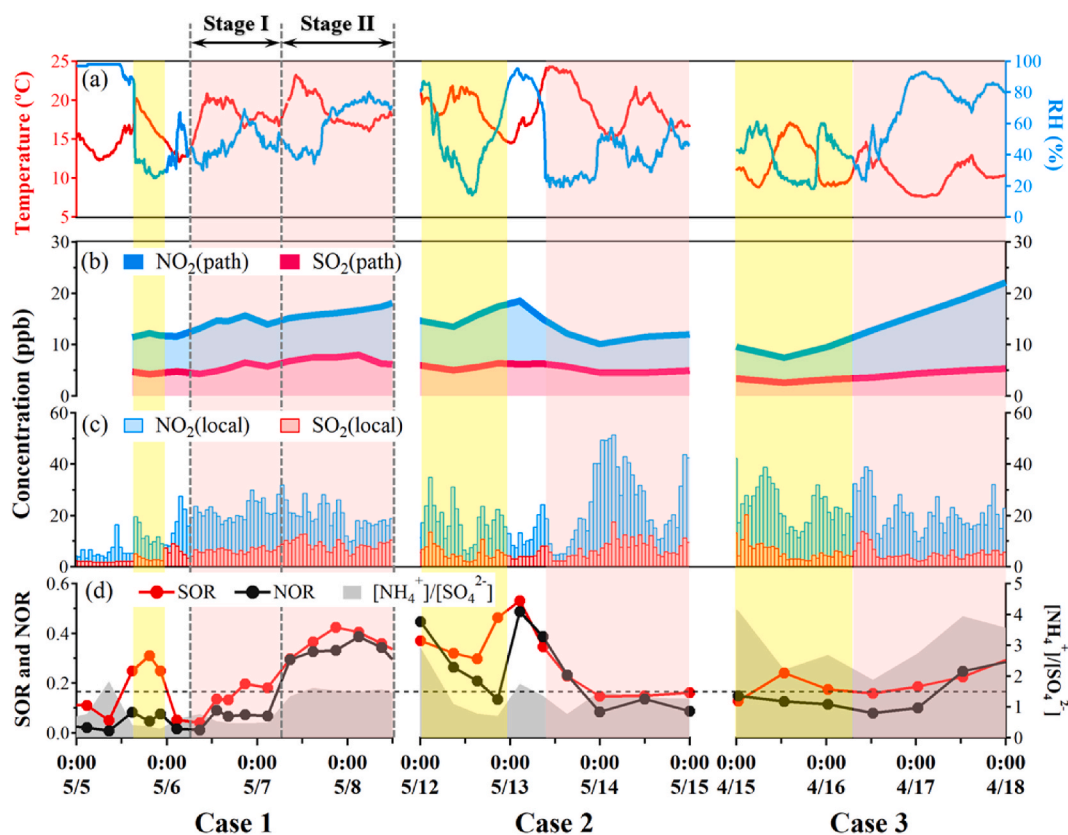 Stage I Stage II
(a)
Temperature (ºC)
25
20
15
10
5
RH (%)
100
80
60
40
20
0
(b) NO₂(path) SO₂(path)
Concentration (ppb)
30
20
10
0
30
20
10
0
(c) NO₂(local) SO₂(local)
60
40
20
0
60
40
20
0
(d) SOR NOR [NH₄⁺]/[SO₄²⁻]
SOR and NOR
0.6
0.4
0.2
0.0
[NH₄⁺]/[SO₄²⁻]
5
4
3
2
1
0
0:00 0:00 0:00 0:00 0:00 0:00 0:00 0:00 0:00 0:00 0:00 0:00
5/5 5/6 5/7 5/8 5/12 5/13 5/14 5/15 4/15 4/16 4/17 4/18
Case 1 Case 2 Case 3